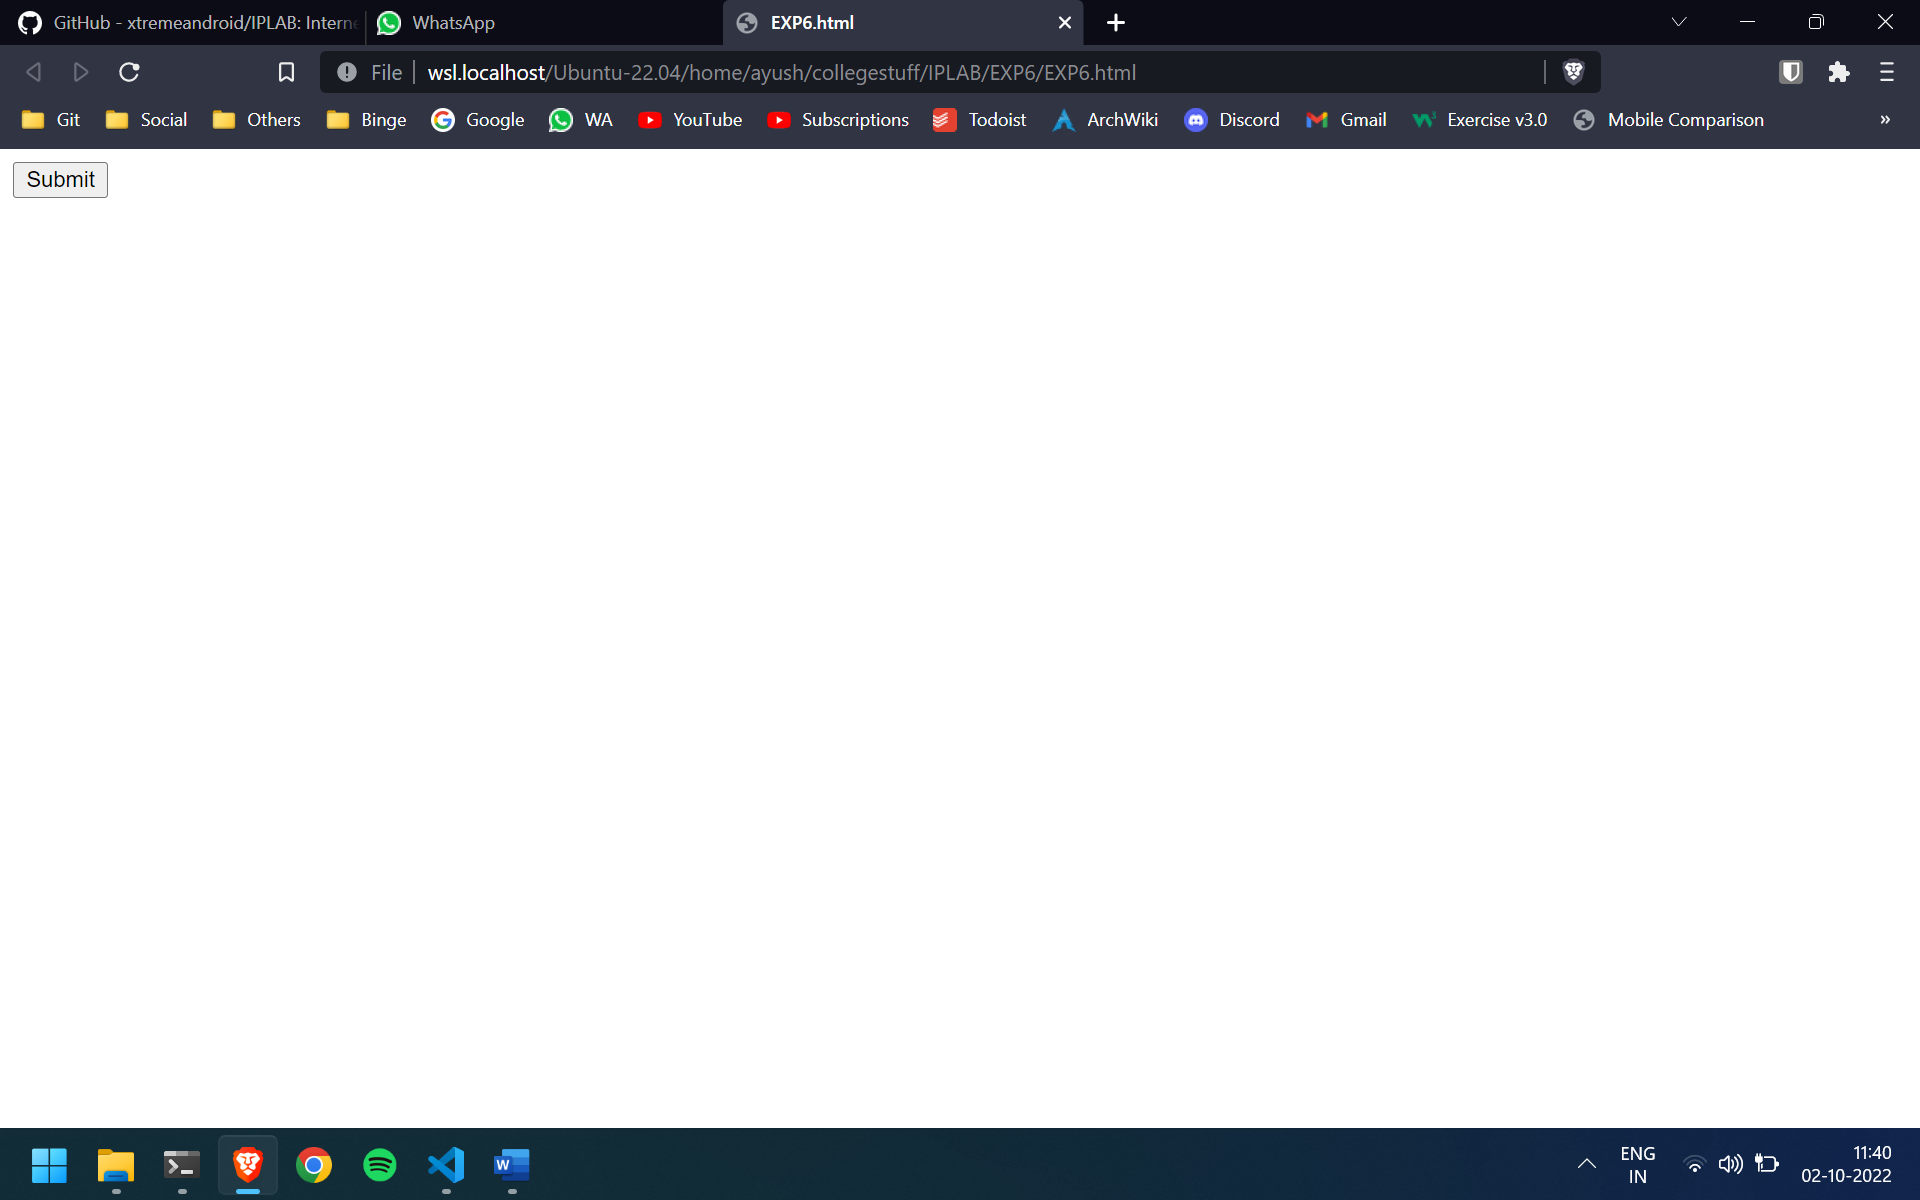 GitHub - xtremeandroid/IPLAB: Intern
WhatsApp
EXP6.html
File
wsl.localhost/Ubuntu-22.04/home/ayush/collegestuff/IPLAB/EXP6/EXP6.html
Git
Social
Others
Binge
Google
WA
YouTube
Subscriptions
Todoist
ArchWiki
Discord
Gmail
Exercise v3.0
Mobile Comparison
»
Submit
ENG
IN
11:40
02-10-2022